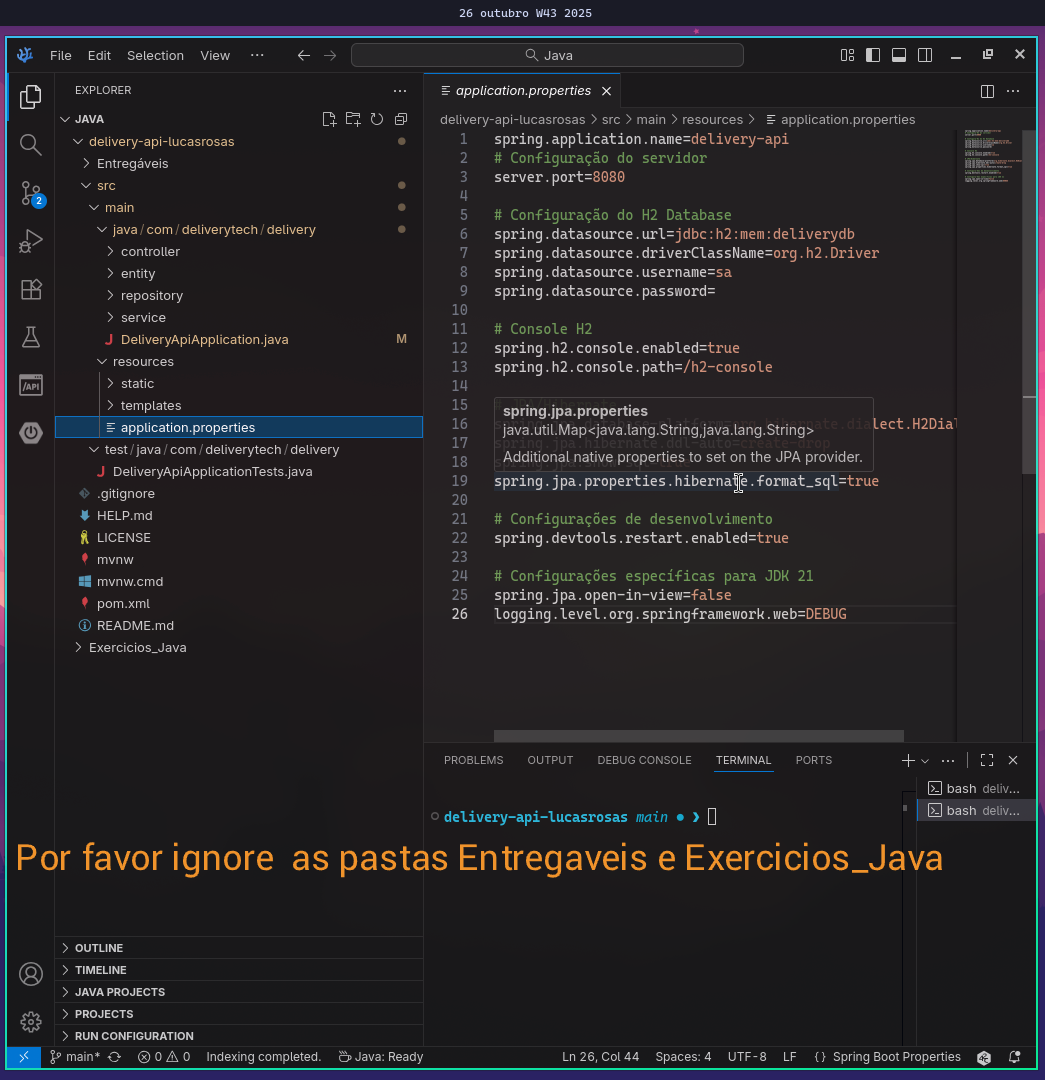 26 outubro W43 2025
File Edit Selection View ··· Java
EXPLORER
JAVA
delivery-api-lucasrosas
Entregáveis
src
main
java / com / deliverytech / delivery
controller
entity
repository
service
DeliveryApiApplication.java M
resources
static
templates
application.properties
test / java / com / deliverytech / delivery
DeliveryApiApplicationTests.java
.gitignore
HELP.md
LICENSE
mvnw
mvnw.cmd
pom.xml
README.md
Exercicios_Java
2
/API
application.properties
delivery-api-lucasrosas > src > main > resources > application.properties
1 spring.application.name=delivery-api
2 # Configuração do servidor
3 server.port=8080
4
5 # Configuração do H2 Database
6 spring.datasource.url=jdbc:h2:mem:deliverydb
7 spring.datasource.driverClassName=org.h2.Driver
8 spring.datasource.username=sa
9 spring.datasource.password=
10
11 # Console H2
12 spring.h2.console.enabled=true
13 spring.h2.console.path=/h2-console
14
15
16 dialect.H2Dial
17 spring.jpa.hibernate.ddl-auto=create-drop
18
19 spring.jpa.properties.hibernate.format_sql=true
20
21 # Configurações de desenvolvimento
22 spring.devtools.restart.enabled=true
23
24 # Configurações específicas para JDK 21
25 spring.jpa.open-in-view=false
26 logging.level.org.springframework.web=DEBUG
spring.jpa.properties
java.util.Map<java.lang.String,java.lang.String>
Additional native properties to set on the JPA provider.
PROBLEMS OUTPUT DEBUG CONSOLE TERMINAL PORTS
bash deliv...
bash deliv...
delivery-api-lucasrosas main
Por favor ignore as pastas Entregaveis e Exercicios_Java
OUTLINE
TIMELINE
JAVA PROJECTS
PROJECTS
RUN CONFIGURATION
main* 0 0 Indexing completed. Java: Ready Ln 26, Col 44 Spaces: 4 UTF-8 LF {} Spring Boot Properties